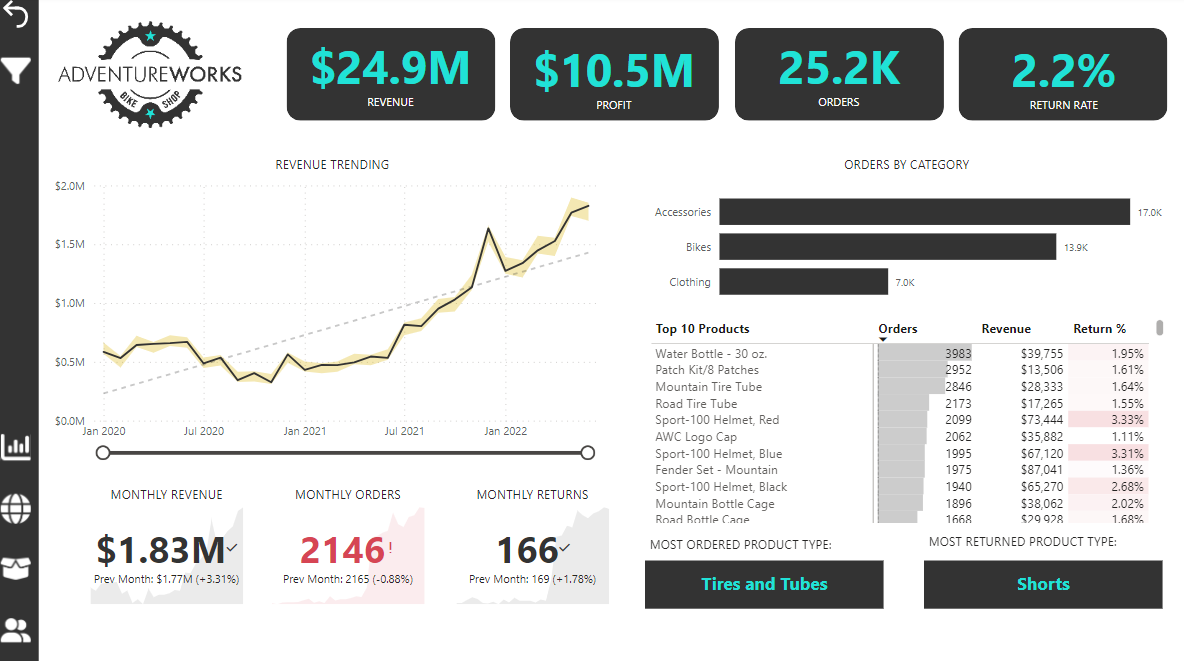 ADVENTUREWORKS
BIKE SHOP
$24.9M
REVENUE
$10.5M
PROFIT
25.2K
ORDERS
2.2%
RETURN RATE
REVENUE TRENDING
$2.0M
$1.5M
$1.0M
$0.5M
$0.0M
Jan 2020 Jul 2020 Jan 2021 Jul 2021 Jan 2022
MONTHLY REVENUE
$1.83M
Prev Month: $1.77M (+3.31%)
MONTHLY ORDERS
2146!
Prev Month: 2165 (-0.88%)
MONTHLY RETURNS
166
Prev Month: 169 (+1.78%)
ORDERS BY CATEGORY
Accessories 17.0K
Bikes 13.9K
Clothing 7.0K
Top 10 Products Orders Revenue Return %
Water Bottle - 30 oz. 3983 $39,755 1.95%
Patch Kit/8 Patches 2952 $13,506 1.61%
Mountain Tire Tube 2846 $28,333 1.64%
Road Tire Tube 2173 $17,265 1.55%
Sport-100 Helmet, Red 2099 $73,444 3.33%
AWC Logo Cap 2062 $35,882 1.11%
Sport-100 Helmet, Blue 1995 $67,120 3.31%
Fender Set - Mountain 1975 $87,041 1.36%
Sport-100 Helmet, Black 1940 $65,270 2.68%
Mountain Bottle Cage 1896 $38,062 2.02%
Road Bottle Cage 1668 $29,928 1.68%
MOST ORDERED PRODUCT TYPE:
Tires and Tubes
MOST RETURNED PRODUCT TYPE:
Shorts